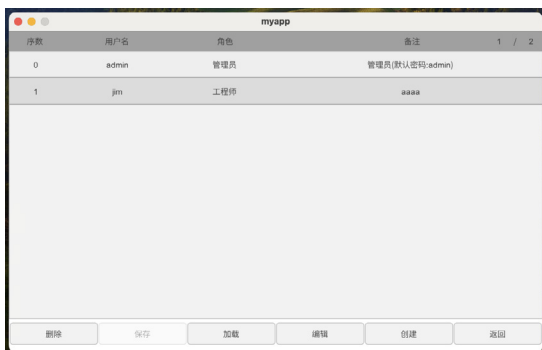 myapp
序数 用户名 角色 备注 1 / 2
0 admin 管理员 管理员(默认密码:admin)
1 jim 工程师 aaaa
删除 保存 加载 编辑 创建 返回